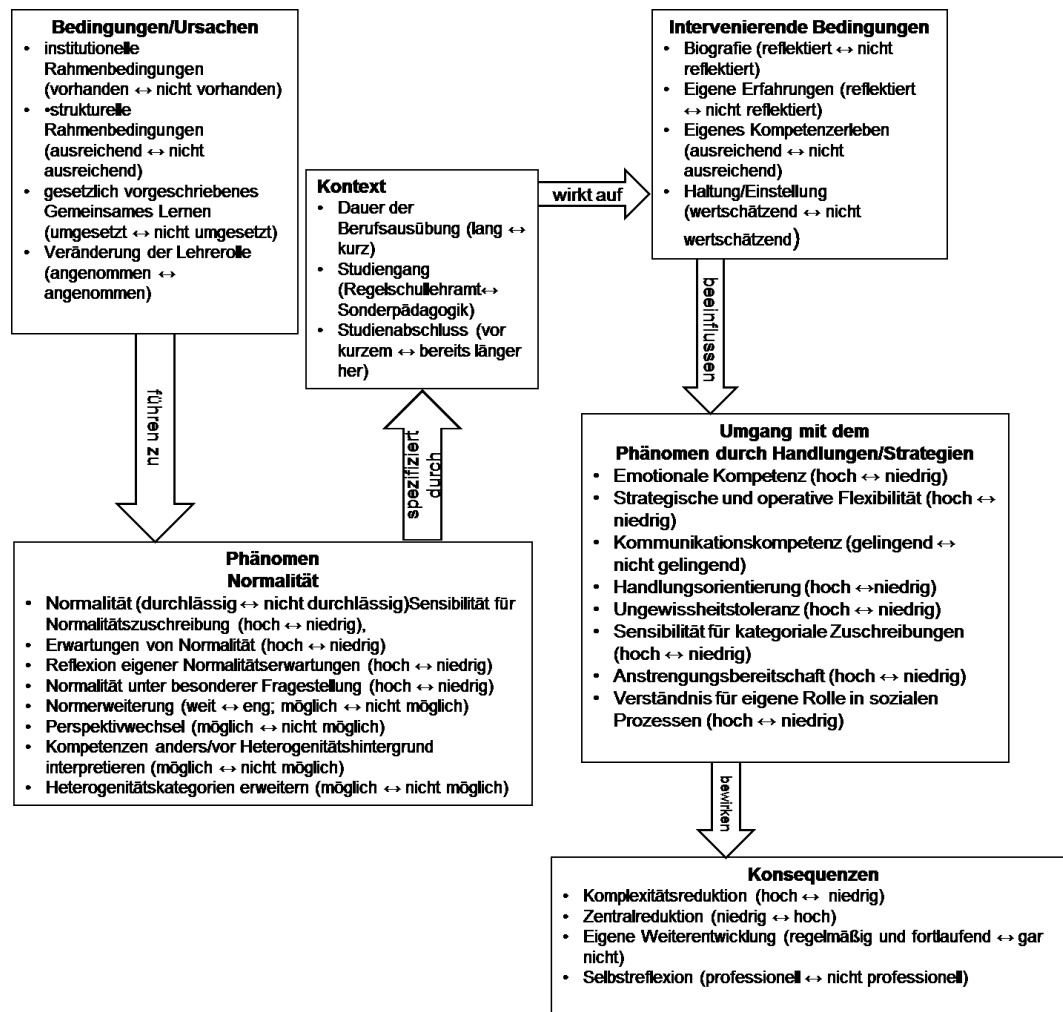 Bedingungen/Ursachen
• institutionelle
Rahmenbedingungen
(vorhanden ↔ nicht vorhanden)
• •strukturelle
Rahmenbedingungen
(ausreichend ↔ nicht
ausreichend)
• gesetzlich vorgeschriebenes
Gemeinsames Lernen
(umgesetzt ↔ nicht umgesetzt)
• Veränderung der Lehrerolle
(angenommen ↔
angenommen)
führen zu
Phänomen
Normalität
• Normalität (durchlässig ↔ nicht durchlässig)Sensibilität für
Normalitätszuschreibung (hoch ↔ niedrig),
• Erwartungen von Normalität (hoch ↔ niedrig)
• Reflexion eigener Normalitätserwartungen (hoch ↔ niedrig)
• Normalität unter besonderer Fragestellung (hoch ↔ niedrig)
• Normerweiterung (weit ↔ eng; möglich ↔ nicht möglich)
• Perspektivwechsel (möglich ↔ nicht möglich)
• Kompetenzen anders/vor Heterogenitätshintergrund
interpretieren (möglich ↔ nicht möglich)
• Heterogenitätskategorien erweitern (möglich ↔ nicht möglich)
spezifiziert
durch
Kontext
• Dauer der
Berufsausübung (lang ↔
kurz)
• Studiengang
(Regelschullehramt↔
Sonderpädagogik)
• Studienabschluss (vor
kurzem ↔ bereits länger
her)
wirkt auf
Intervenierende Bedingungen
• Biografie (reflektiert ↔ nicht
reflektiert)
• Eigene Erfahrungen (reflektiert
↔ nicht reflektiert)
• Eigenes Kompetenzerleben
(ausreichend ↔ nicht
ausreichend)
• Haltung/Einstellung
(wertschätzend ↔ nicht
wertschätzend)
beeinflussen
Umgang mit dem
Phänomen durch Handlungen/Strategien
• Emotionale Kompetenz (hoch ↔ niedrig)
• Strategische und operative Flexibilität (hoch ↔
niedrig)
• Kommunikationskompetenz (gelingend ↔
nicht gelingend)
• Handlungsorientierung (hoch ↔niedrig)
• Ungewissheitstoleranz (hoch ↔ niedrig)
• Sensibilität für kategoriale Zuschreibungen
(hoch ↔ niedrig)
• Anstrengungsbereitschaft (hoch ↔ niedrig)
• Verständnis für eigene Rolle in sozialen
Prozessen (hoch ↔ niedrig)
bewirken
Konsequenzen
• Komplexitätsreduktion (hoch ↔ niedrig)
• Zentralreduktion (niedrig ↔ hoch)
• Eigene Weiterentwicklung (regelmäßig und fortlaufend ↔ gar
nicht)
• Selbstreflexion (professionell ↔ nicht professionell)